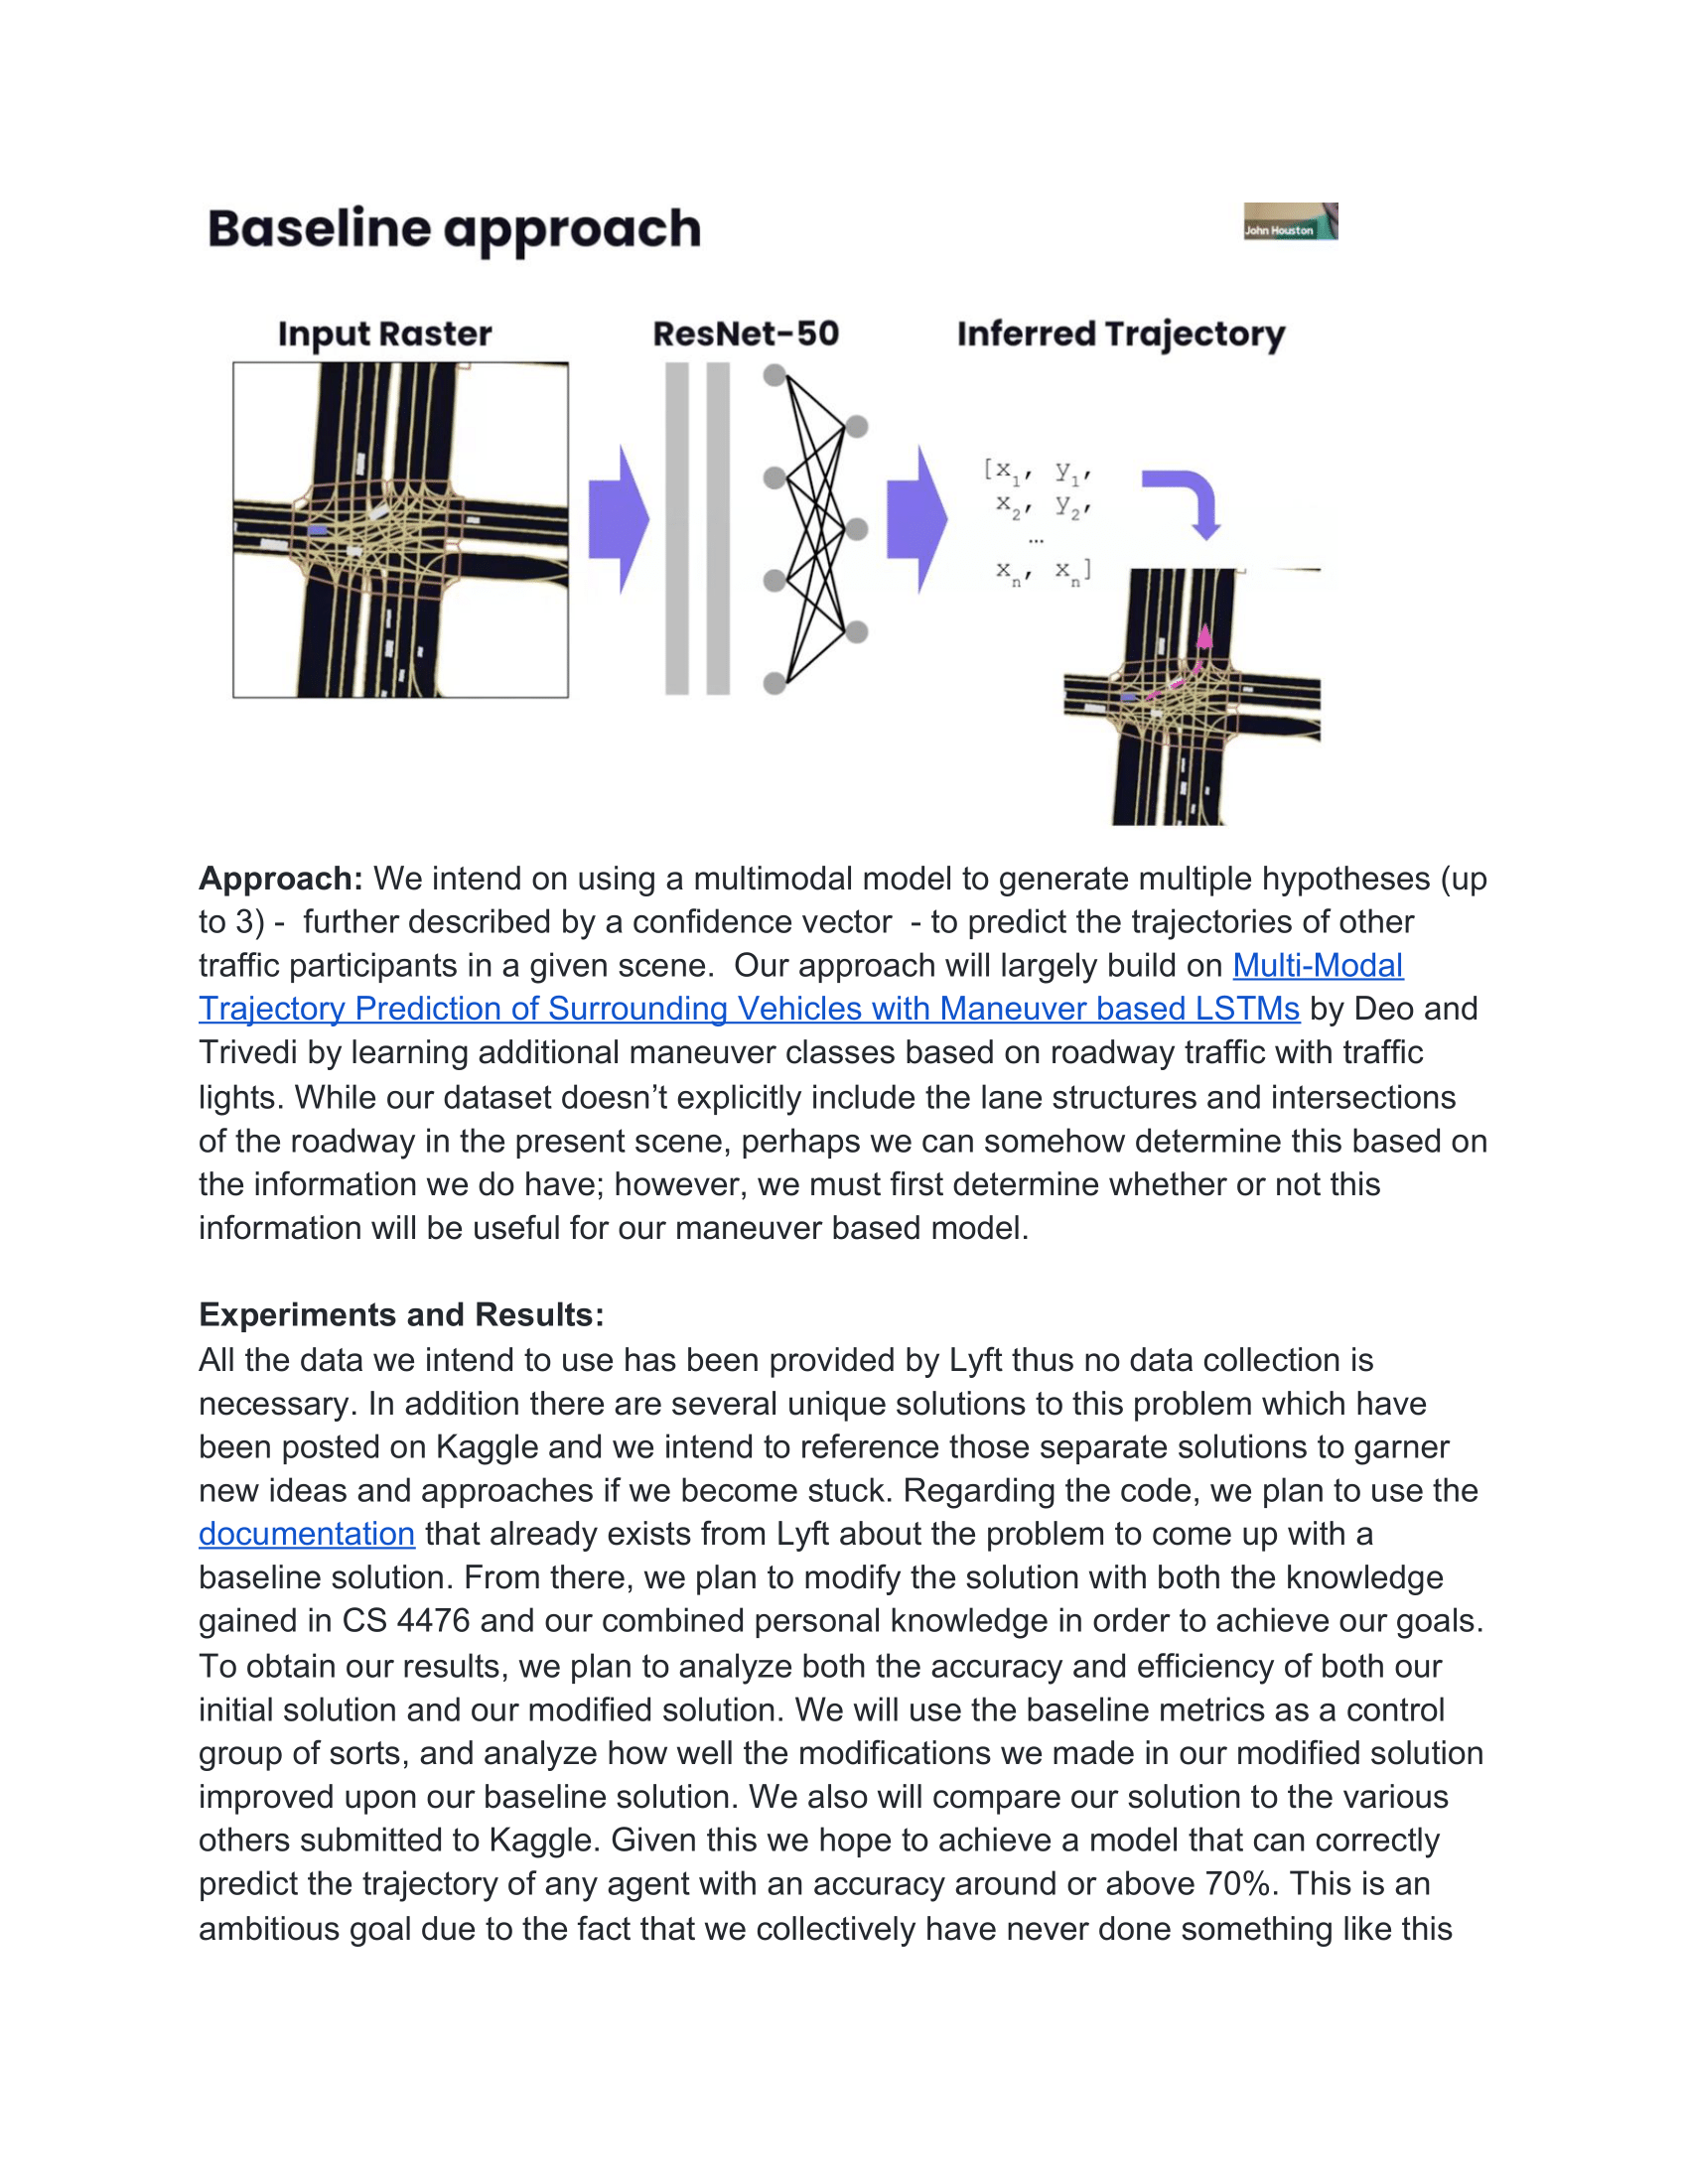 Baseline approach
John Houston
Input Raster
ResNet-50
Inferred Trajectory
[x1, y1,
x2, y2,
...
xn, xn]
Approach: We intend on using a multimodal model to generate multiple hypotheses (up
to 3) - further described by a confidence vector - to predict the trajectories of other
traffic participants in a given scene. Our approach will largely build on Multi-Modal
Trajectory Prediction of Surrounding Vehicles with Maneuver based LSTMs by Deo and
Trivedi by learning additional maneuver classes based on roadway traffic with traffic
lights. While our dataset doesn’t explicitly include the lane structures and intersections
of the roadway in the present scene, perhaps we can somehow determine this based on
the information we do have; however, we must first determine whether or not this
information will be useful for our maneuver based model.
Experiments and Results:
All the data we intend to use has been provided by Lyft thus no data collection is
necessary. In addition there are several unique solutions to this problem which have
been posted on Kaggle and we intend to reference those separate solutions to garner
new ideas and approaches if we become stuck. Regarding the code, we plan to use the
documentation that already exists from Lyft about the problem to come up with a
baseline solution. From there, we plan to modify the solution with both the knowledge
gained in CS 4476 and our combined personal knowledge in order to achieve our goals.
To obtain our results, we plan to analyze both the accuracy and efficiency of both our
initial solution and our modified solution. We will use the baseline metrics as a control
group of sorts, and analyze how well the modifications we made in our modified solution
improved upon our baseline solution. We also will compare our solution to the various
others submitted to Kaggle. Given this we hope to achieve a model that can correctly
predict the trajectory of any agent with an accuracy around or above 70%. This is an
ambitious goal due to the fact that we collectively have never done something like this